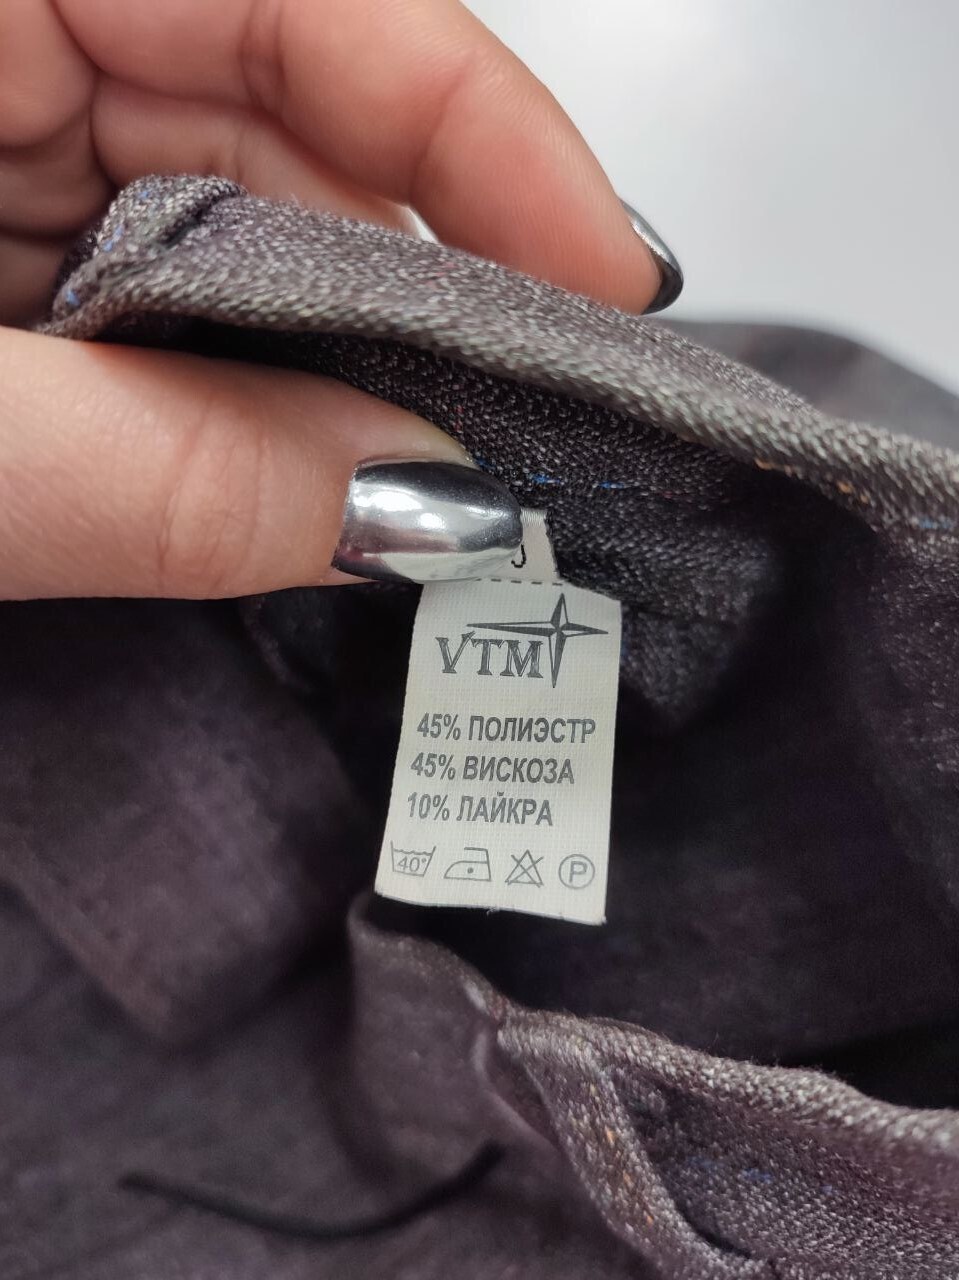 VTM
45% ПОЛИЭСТР
45% ВИСКОЗА
10% ЛАЙКРА
40° P